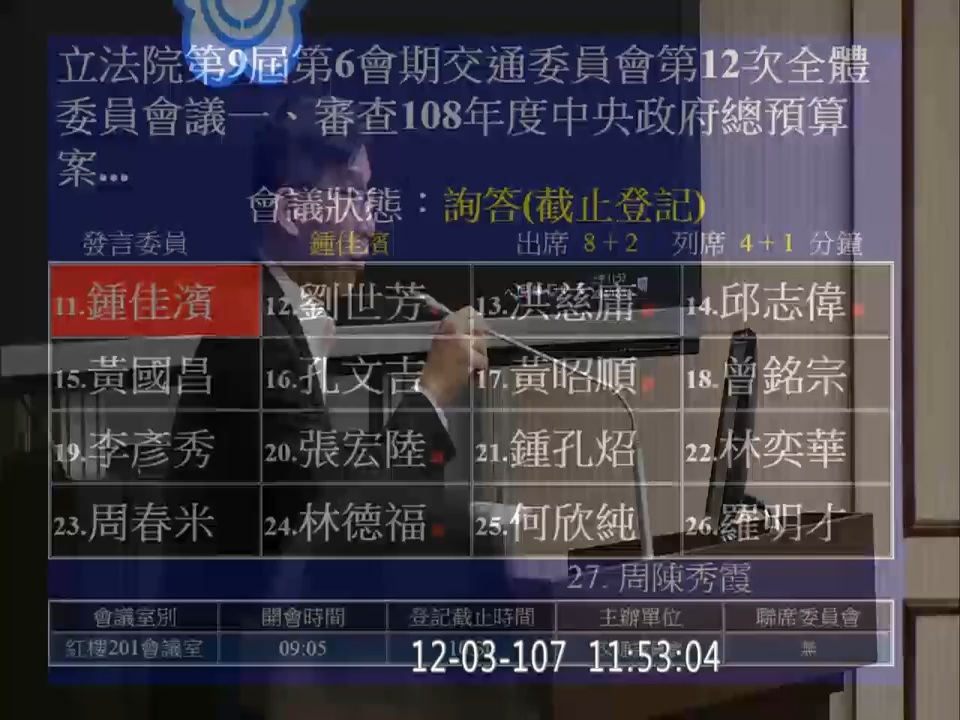 立法院第9屆第6會期交通委員會第12次全體
委員會議一、審查108年度中央政府總預算
案...
會議狀態：詢答(截止登記)
發言委員 鍾佳濱 出席 8+2 列席 4+1 分鐘
11.鍾佳濱 12.劉世芳 13.洪慈庸 14.邱志偉
15.黃國昌 16.孔文吉 17.黃昭順 18.曾銘宗
19.李彥秀 20.張宏陸 21.鍾孔炤 22.林奕華
23.周春米 24.林德福 25.何欣純 26.羅明才
27. 周陳秀霞
會議室別 開會時間 登記截止時間 主辦單位 聯席委員會
紅樓201會議室 09:05 無
12-03-107 11:53:04